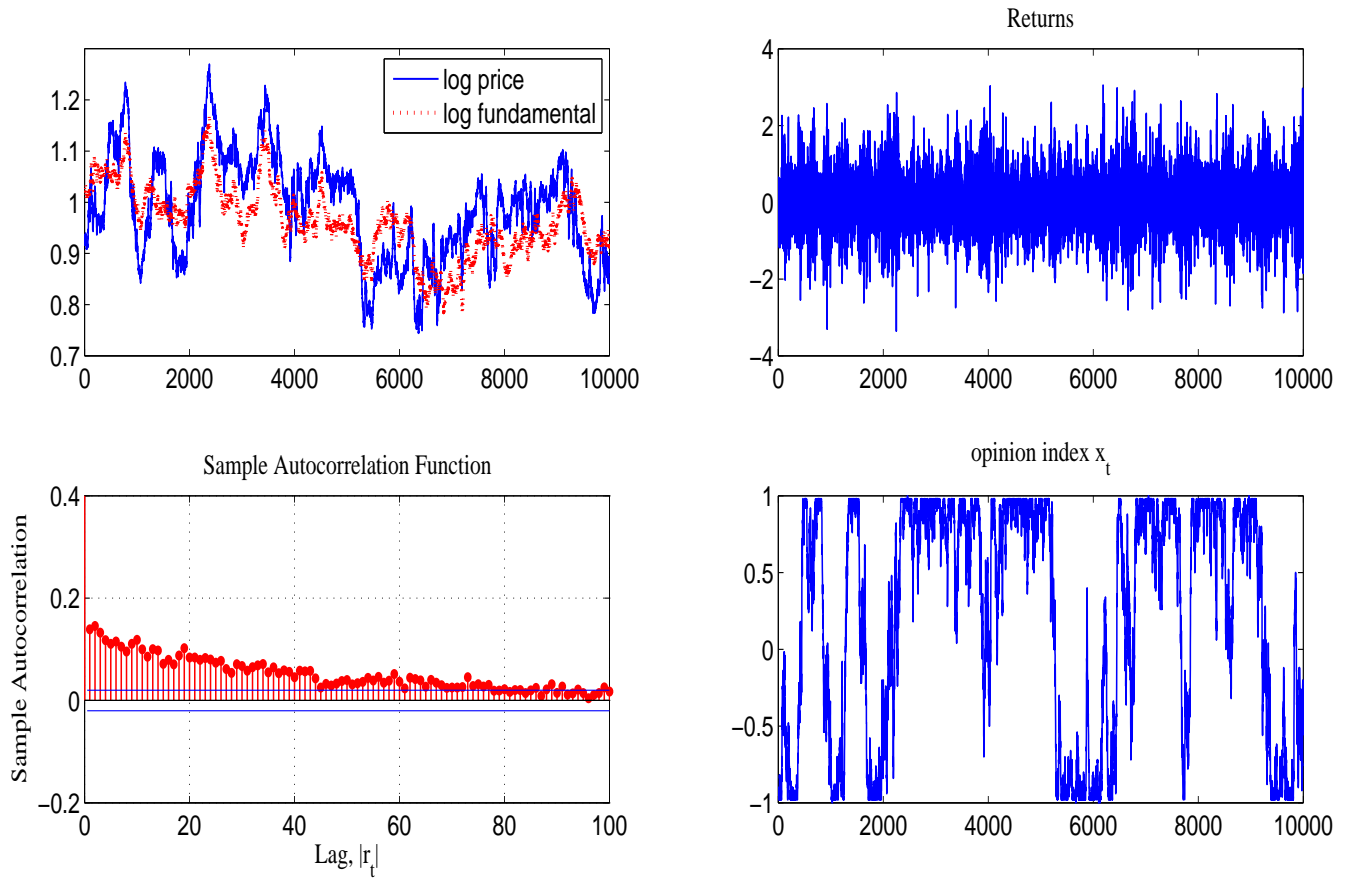 Returns
1.2
1.1
1
0.9
0.8
0.7
0 2000 4000 6000 8000 10000
log price
log fundamental
4
2
0
−2
−4
0 2000 4000 6000 8000 10000
Sample Autocorrelation Function
Sample Autocorrelation
0.4
0.2
0
−0.2
0 20 40 60 80 100
Lag, |r_t|
opinion index x_t
1
0.5
0
−0.5
−1
0 2000 4000 6000 8000 10000